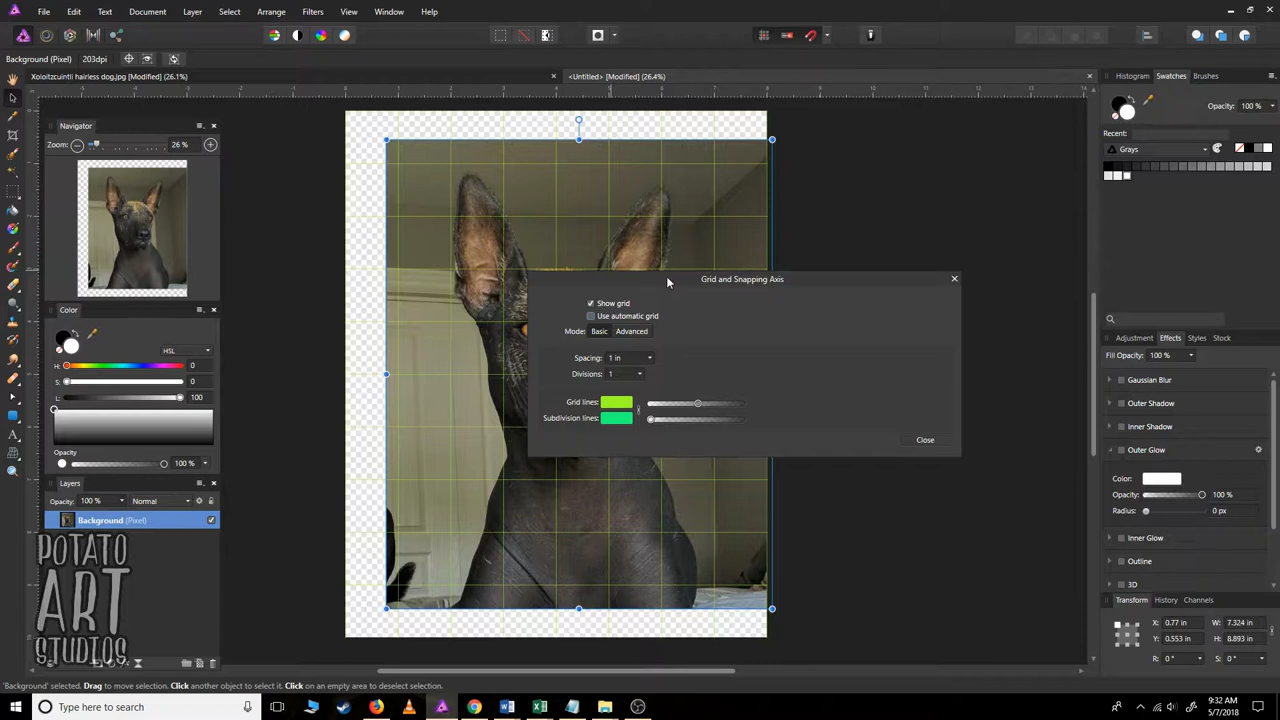 File Edit Text Document Layer Select Arrange Filters View Window Help
Background (Pixel) 203dpi
Xoioitzcuintli hairless dog.jpg [Modified] (26.1%)
<Untitled> [Modified] (26.4%)
Histogram Swatches Brushes
Opacity: 100 %
Recent:
Grays
Navigator
Zoom: 26 %
Color
HSL
H: 0
S: 0
L: 100
Opacity
100 %
Layers
Opacity: 100 % Normal
Background (Pixel)
POTATO
ART
STUDIOS
Grid and Snapping Axis
Show grid
Use automatic grid
Mode: Basic Advanced
Spacing: 1 in
Divisions: 1
Grid lines:
Subdivision lines:
Close
Adjustment Effects Styles Stock
Fill Opacity: 100 %
Gaussian Blur
Outer Shadow
Inner Shadow
Outer Glow
Color:
Opacity: 100 %
Radius: 0 px
Inner Glow
Outline
3D
Transform History Channels
X: 0.77 in W: 7.324 in
Y: 0.553 in H: 8.893 in
R: 0 ° S: 0 °
'Background' selected. Drag to move selection. Click another object to select it. Click on an empty area to deselect selection.
Type here to search
9:32 AM
5/7/2018